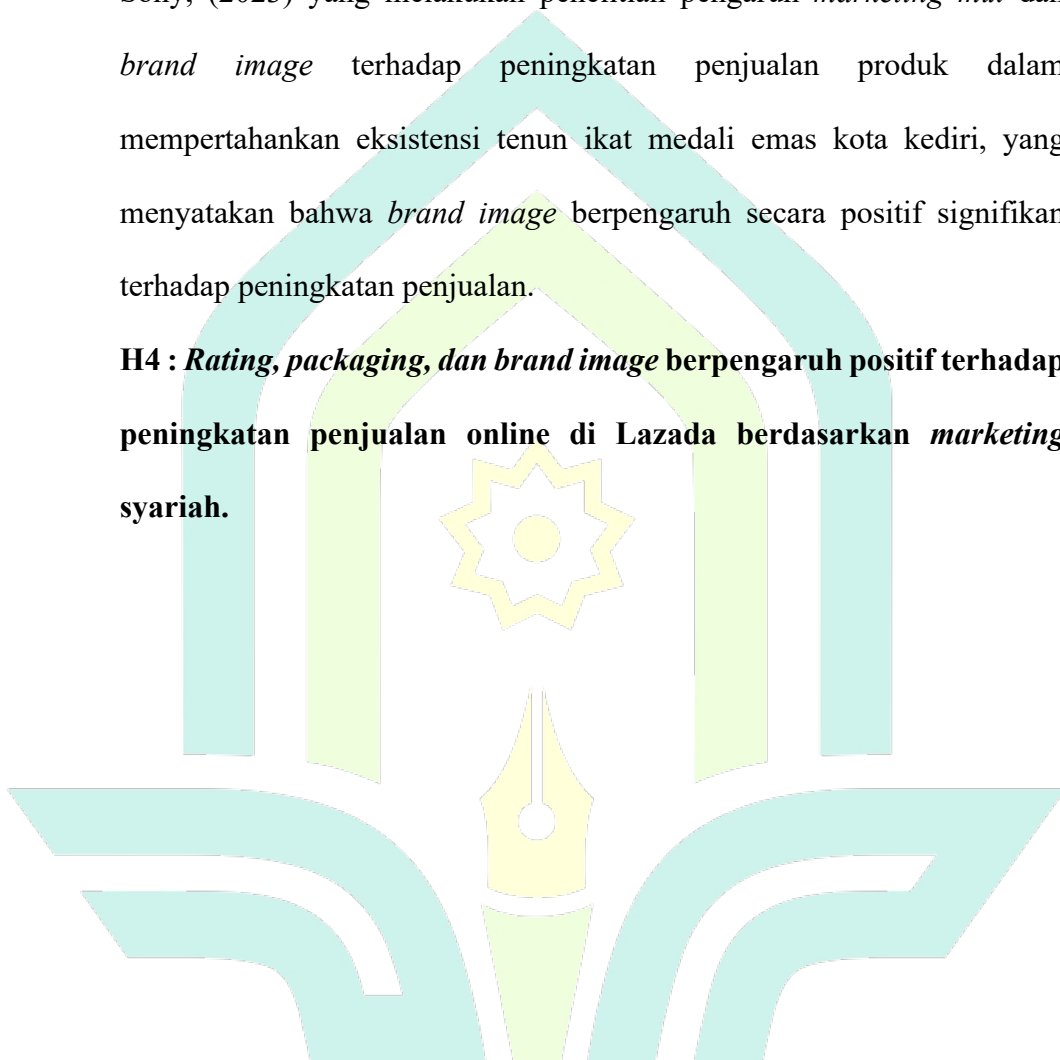 brand image terhadap peningkatan penjualan produk dalam
mempertahankan eksistensi tenun ikat medali emas kota kediri, yang
menyatakan bahwa brand image berpengaruh secara positif signifikan
terhadap peningkatan penjualan.
H4 : Rating, packaging, dan brand image berpengaruh positif terhadap
peningkatan penjualan online di Lazada berdasarkan marketing
syariah.